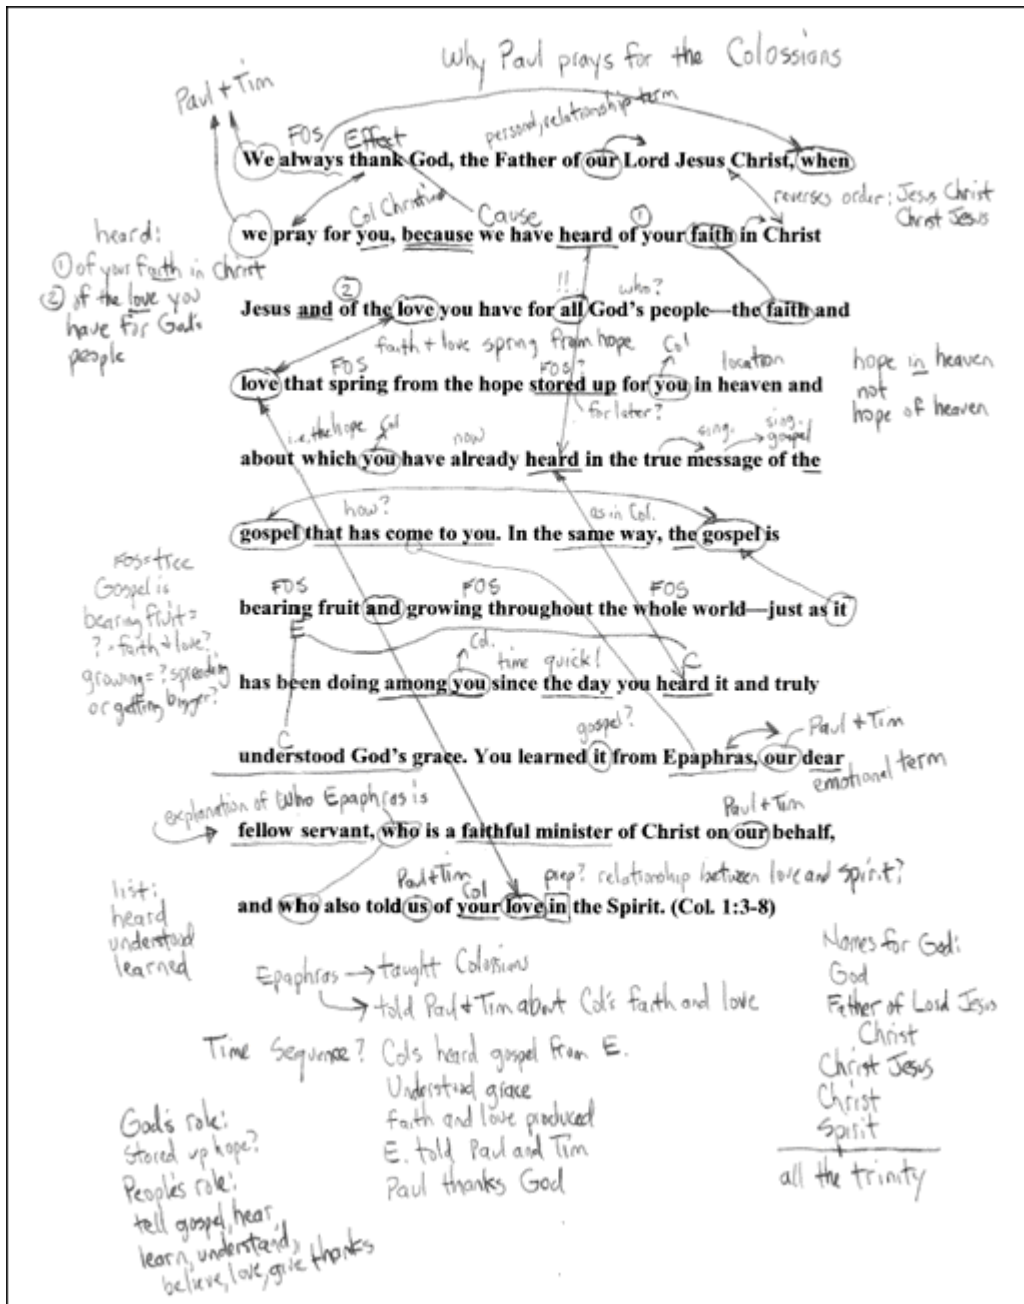 Why Paul prays for the Colossians
Paul + Tim
FOS Effect personal, relationship term
We always thank God, the Father of our Lord Jesus Christ, when
reverses order: Jesus Christ
Christ Jesus
Col Christians Cause ①
we pray for you, because we have heard of your faith in Christ
heard:
① of your faith in Christ
② of the love you
have for God's
people
② !! who?
Jesus and of the love you have for all God's people—the faith and
faith + love spring from hope
FOS FOS? Col location
love that spring from the hope stored up for you in heaven and
for later?
hope in heaven
not
hope of heaven
i.e., the hope Col now sing. sing.
gospel
about which you have already heard in the true message of the
how? as in Col.
gospel that has come to you. In the same way, the gospel is
FOS=tree
Gospel is
bearing fruit=
? - faith + love?
growing=? spreading
or getting bigger?
FOS FOS FOS
bearing fruit and growing throughout the whole world—just as it
E Col. time quick! C
has been doing among you since the day you heard it and truly
C gospel? Paul + Tim
understood God's grace. You learned it from Epaphras, our dear
emotional term
explanation of Who Epaphras is Paul + Tim
fellow servant, who is a faithful minister of Christ on our behalf,
Paul + Tim Col prep? relationship between love and Spirit?
and who also told us of your love in the Spirit. (Col. 1:3-8)
list:
heard
understood
learned
Epaphras → taught Colossians
→ told Paul + Tim about Col's faith and love
Time Sequence? Cols heard gospel from E.
Understood grace
faith and love produced
E. told Paul and Tim
Paul thanks God
God's role:
Stored up hope?
People's role:
tell gospel, hear,
learn, understand,
believe, love, give thanks
Names for God:
God
Father of Lord Jesus
Christ
Christ Jesus
Christ
Spirit
all the trinity